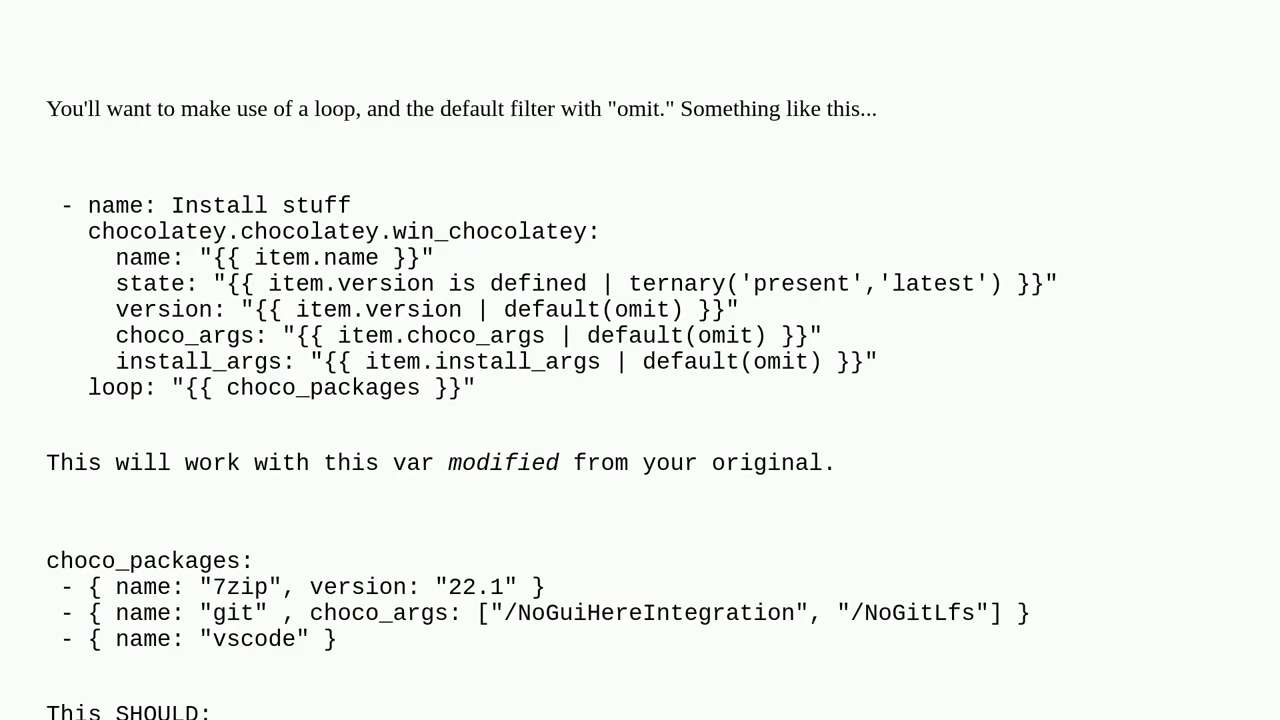 You'll want to make use of a loop, and the default filter with "omit." Something like this...
- name: Install stuff
chocolatey.chocolatey.win_chocolatey:
name: "{{ item.name }}"
state: "{{ item.version is defined | ternary('present','latest') }}"
version: "{{ item.version | default(omit) }}"
choco_args: "{{ item.choco_args | default(omit) }}"
install_args: "{{ item.install_args | default(omit) }}"
loop: "{{ choco_packages }}"
This will work with this var modified from your original.
choco_packages:
- { name: "7zip", version: "22.1" }
- { name: "git" , choco_args: ["/NoGuiHereIntegration", "/NoGitLfs"] }
- { name: "vscode" }
This SHOULD: